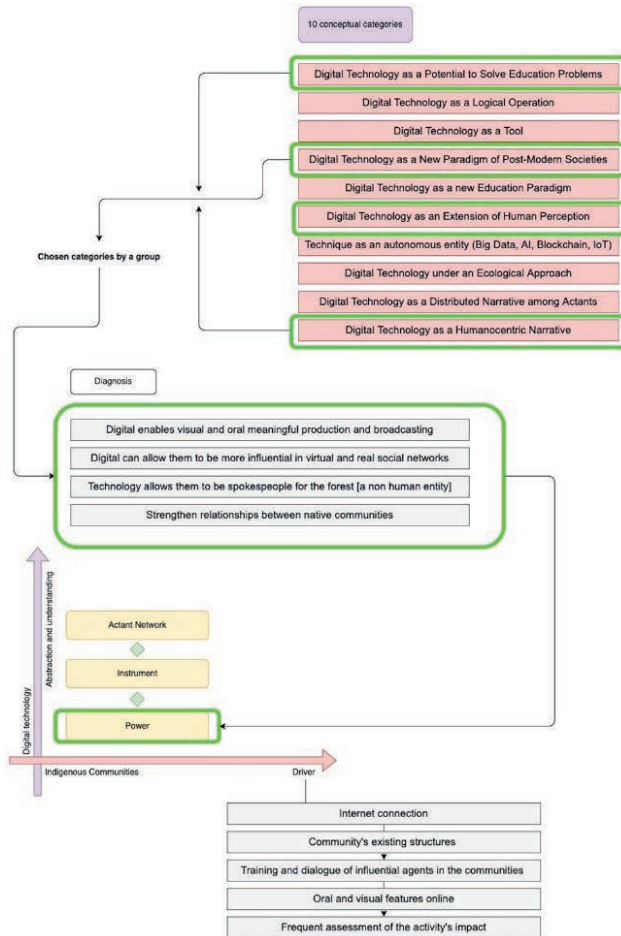 10 conceptual categories
Digital Technology as a Potential to Solve Education Problems
Digital Technology as a Logical Operation
Digital Technology as a Tool
Digital Technology as a New Paradigm of Post-Modern Societies
Digital Technology as a new Education Paradigm
Digital Technology as an Extension of Human Perception
Technique as an autonomous entity (Big Data, AI, Blockchain, IoT)
Digital Technology under an Ecological Approach
Digital Technology as a Distributed Narrative among Actants
Digital Technology as a Humanocentric Narrative
Chosen categories by a group
Diagnosis
Digital enables visual and oral meaningful production and broadcasting
Digital can allow them to be more influential in virtual and real social networks
Technology allows them to be spokespeople for the forest [a non human entity]
Strengthen relationships between native communities
Abstraction and understanding
Digital technology
Actant Network
Instrument
Power
Indigenous Communities
Driver
Internet connection
Community's existing structures
Training and dialogue of influential agents in the communities
Oral and visual features online
Frequent assessment of the activity's impact